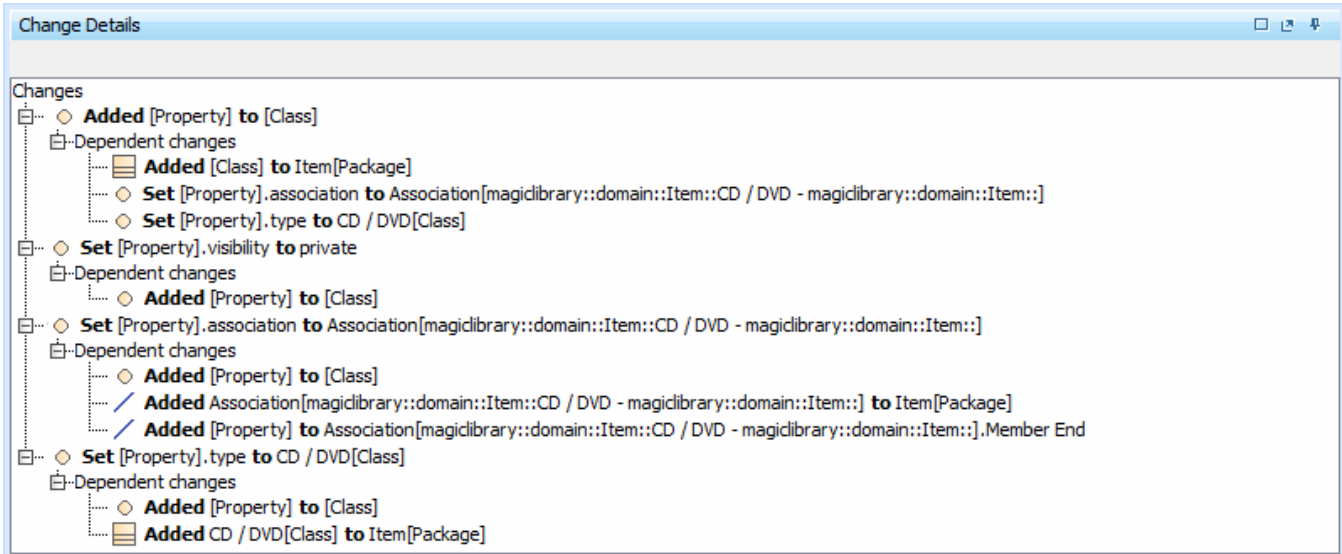 Change Details
Changes
Added [Property] to [Class]
Dependent changes
Added [Class] to Item[Package]
Set [Property].association to Association[magiclibrary::domain::Item::CD / DVD - magiclibrary::domain::Item::]
Set [Property].type to CD / DVD[Class]
Set [Property].visibility to private
Dependent changes
Added [Property] to [Class]
Set [Property].association to Association[magiclibrary::domain::Item::CD / DVD - magiclibrary::domain::Item::]
Dependent changes
Added [Property] to [Class]
Added Association[magiclibrary::domain::Item::CD / DVD - magiclibrary::domain::Item::] to Item[Package]
Added [Property] to Association[magiclibrary::domain::Item::CD / DVD - magiclibrary::domain::Item::].Member End
Set [Property].type to CD / DVD[Class]
Dependent changes
Added [Property] to [Class]
Added CD / DVD[Class] to Item[Package]